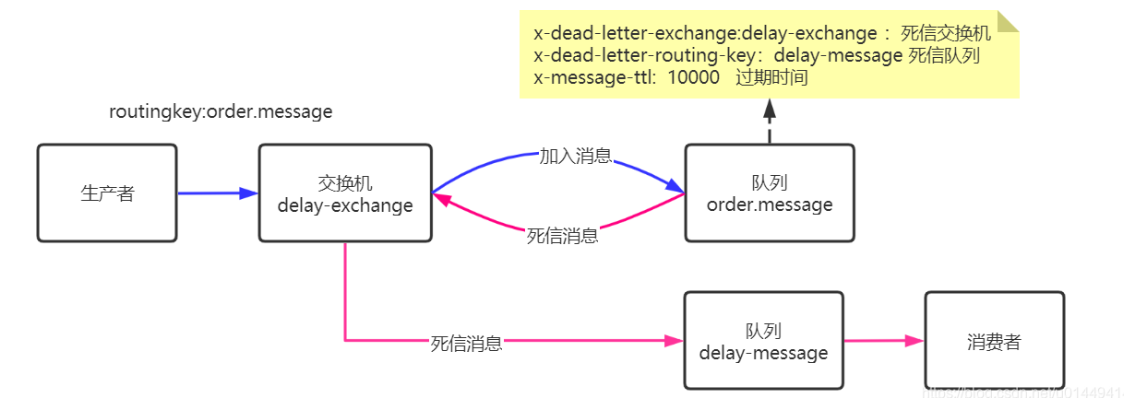 x-dead-letter-exchange:delay-exchange ：死信交换机
x-dead-letter-routing-key：delay-message 死信队列
x-message-ttl：10000 过期时间
routingkey:order.message
生产者
交换机
delay-exchange
加入消息
死信消息
队列
order.message
死信消息
队列
delay-message
消费者
https://blog.csdn.net/u0144941